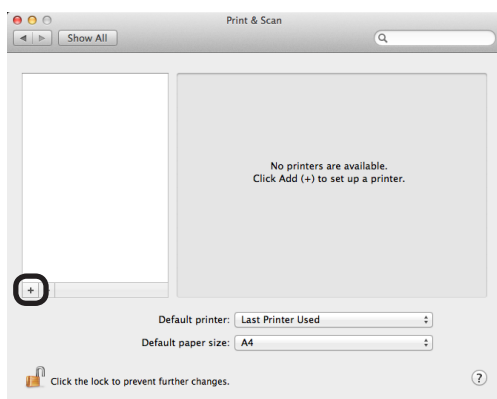 Print & Scan
Show All
No printers are available.
Click Add (+) to set up a printer.
+
Default printer: Last Printer Used
Default paper size: A4
Click the lock to prevent further changes.
?